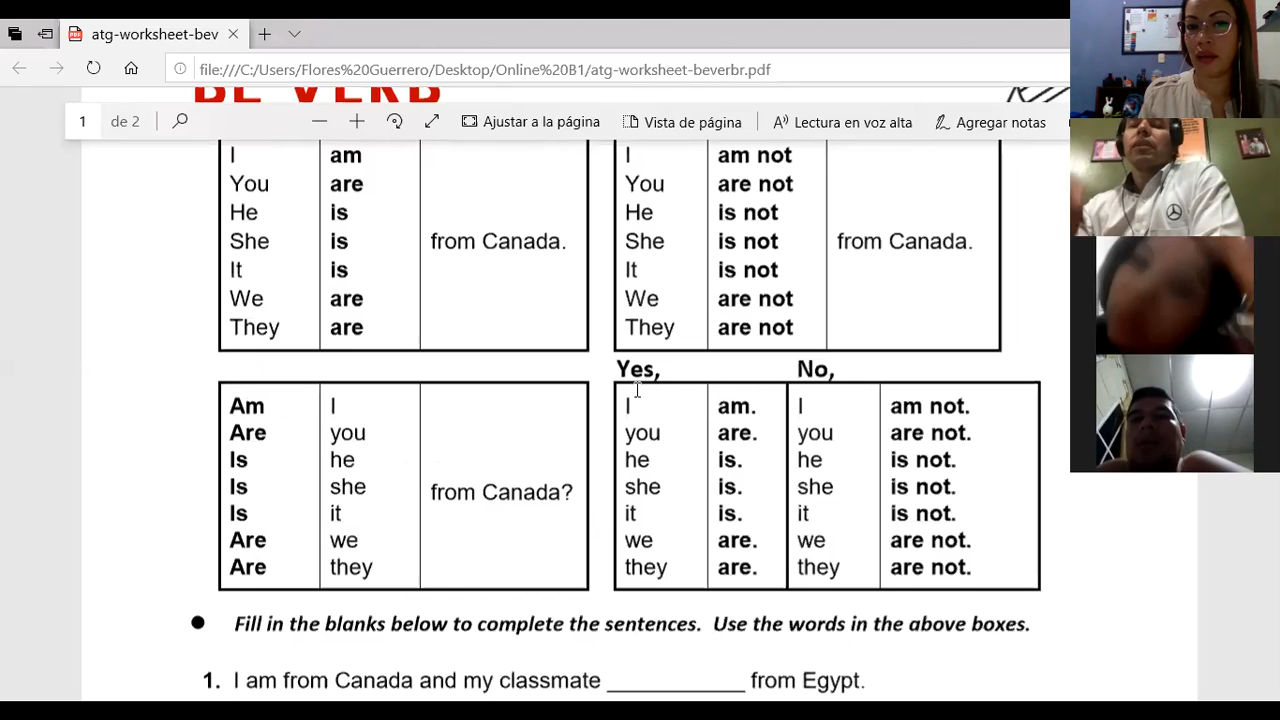 atg-worksheet-bev
file:///C:/Users/Flores%20Guerrero/Desktop/Online%20B1/atg-worksheet-beverbr.pdf
BE VERB
1 de 2 Ajustar a la página Vista de página Lectura en voz alta Agregar notas
I am I am not
You are You are not
He is He is not
She is from Canada. She is not from Canada.
It is It is not
We are We are not
They are They are not
Yes, No,
Am I I am. I am not.
Are you you are. you are not.
Is he he is. he is not.
Is she from Canada? she is. she is not.
Is it it is. it is not.
Are we we are. we are not.
Are they they are. they are not.
● Fill in the blanks below to complete the sentences. Use the words in the above boxes.
1. I am from Canada and my classmate ___________ from Egypt.